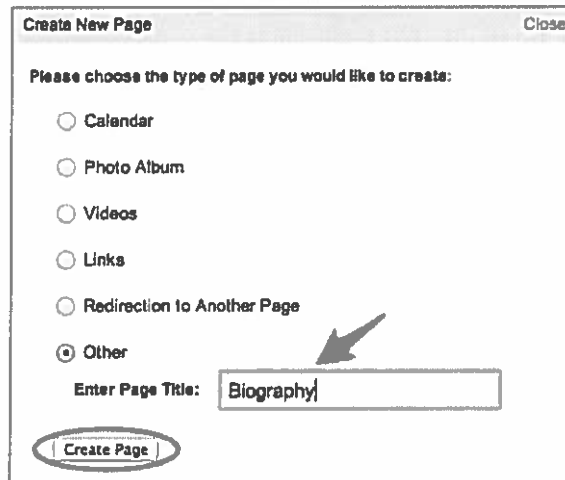 Create New Page Close
Please choose the type of page you would like to create:
Calendar
Photo Album
Videos
Links
Redirection to Another Page
Other
Enter Page Title: Biography
Create Page